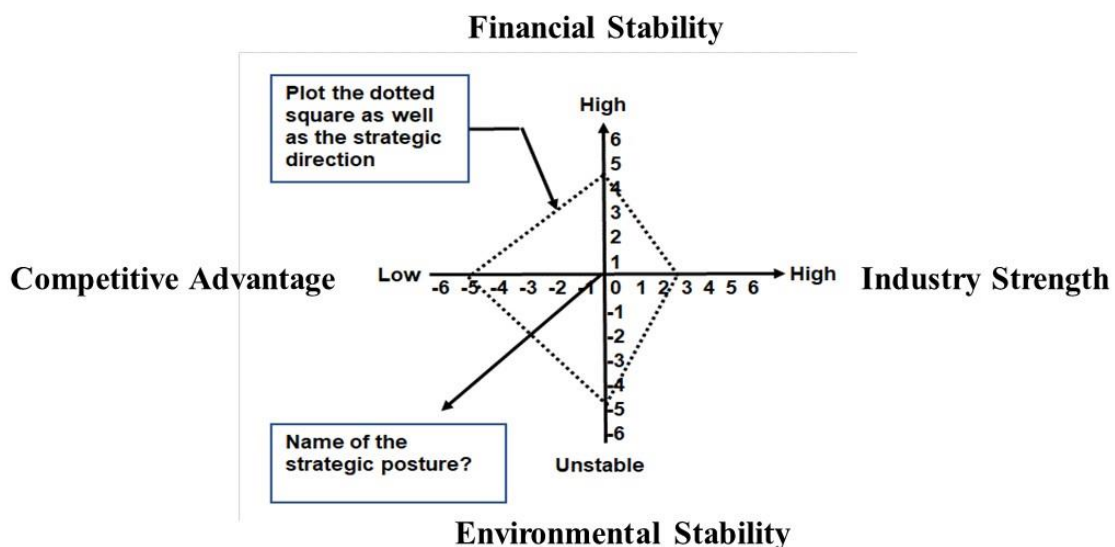 Financial Stability
Plot the dotted
square as well
as the strategic
direction
High
6
5
4
3
2
1
Competitive Advantage
Low
High
Industry Strength
-6 -5 -4 -3 -2 -1 0 1 2 3 4 5 6
-1
-2
-3
-4
-5
-6
Name of the
strategic posture?
Unstable
Environmental Stability